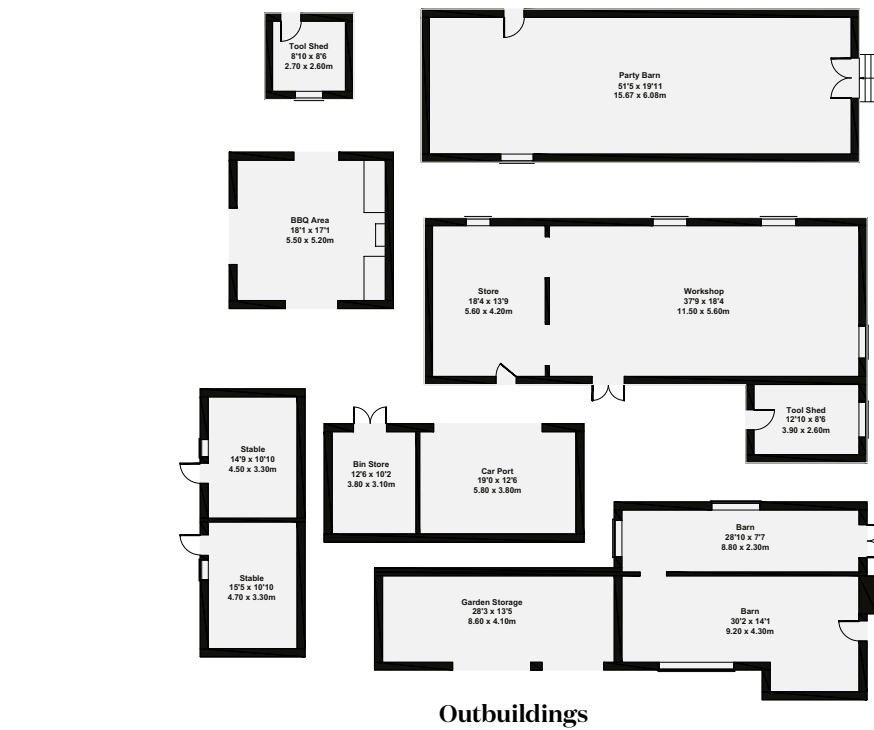 Tool Shed
8'10 x 8'6
2.70 x 2.60m
Party Barn
51'5 x 19'11
15.67 x 6.08m
BBQ Area
18'1 x 17'1
5.50 x 5.20m
Store
18'4 x 13'9
5.60 x 4.20m
Workshop
37'9 x 18'4
11.50 x 5.60m
Tool Shed
12'10 x 8'6
3.90 x 2.60m
Stable
14'9 x 10'10
4.50 x 3.30m
Bin Store
12'6 x 10'2
3.80 x 3.10m
Car Port
19'0 x 12'6
5.80 x 3.80m
Barn
28'10 x 7'7
8.80 x 2.30m
Stable
15'5 x 10'10
4.70 x 3.30m
Garden Storage
28'3 x 13'5
8.60 x 4.10m
Barn
30'2 x 14'1
9.20 x 4.30m
Outbuildings